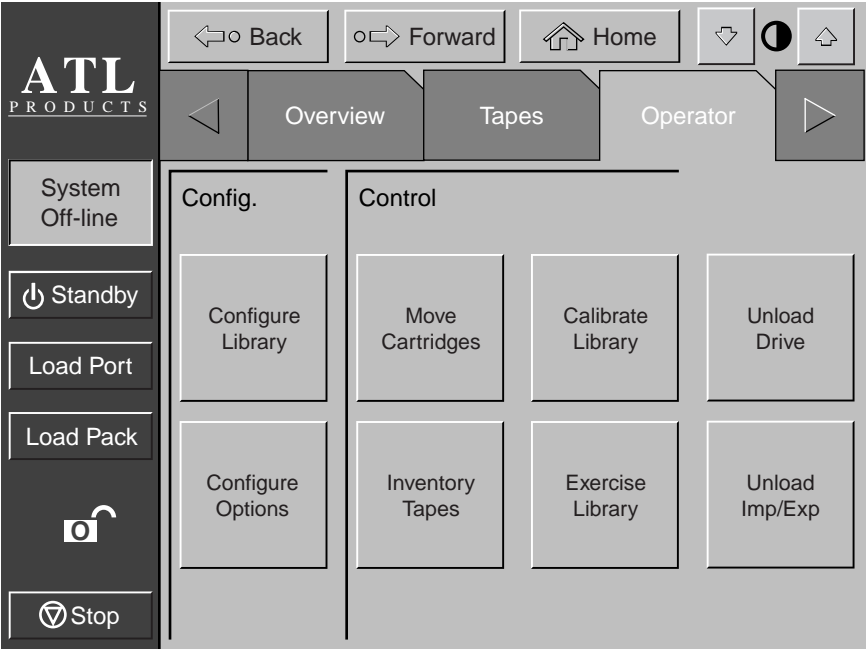 Back
Forward
Home
ATL
PRODUCTS
Overview
Tapes
Operator
System
Off-line
Standby
Load Port
Load Pack
O
Stop
Config.
Control
Configure
Library
Move
Cartridges
Calibrate
Library
Unload
Drive
Configure
Options
Inventory
Tapes
Exercise
Library
Unload
Imp/Exp